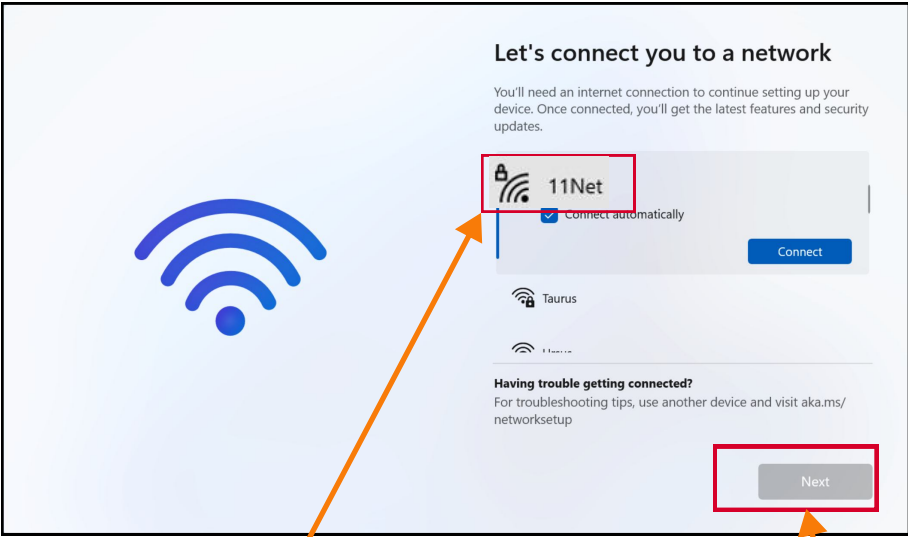 Let's connect you to a network
You'll need an internet connection to continue setting up your
device. Once connected, you'll get the latest features and security
updates.
11Net
Connect automatically
Connect
Taurus
Having trouble getting connected?
For troubleshooting tips, use another device and visit aka.ms/
networksetup
Next